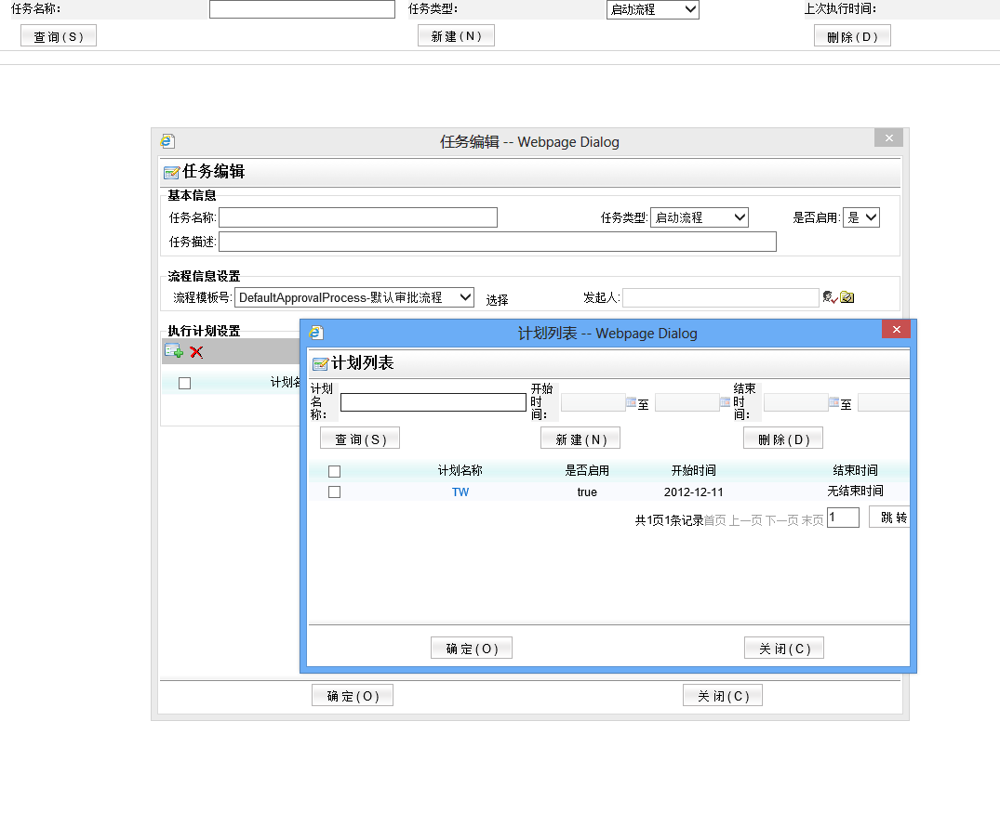 任务名称： 任务类型： 启动流程 上次执行时间：
查 询 ( S ) 新 建 ( N ) 删 除 ( D )
任务编辑 -- Webpage Dialog
任务编辑
基本信息
任务名称: 任务类型: 启动流程 是否启用: 是
任务描述:
流程信息设置
流程模板号: DefaultApprovalProcess-默认审批流程 选择 发起人:
执行计划设置
计划名
计划列表 -- Webpage Dialog
计划列表
计划名称： 开始时间： 至 结束时间： 至
查 询 ( S ) 新 建 ( N ) 删 除 ( D )
计划名称 是否启用 开始时间 结束时间
TW true 2012-12-11 无结束时间
共1页1条记录首页 上一页 下一页 末页 1 跳 转
确 定 ( O ) 关 闭 ( C )
确 定 ( O ) 关 闭 ( C )